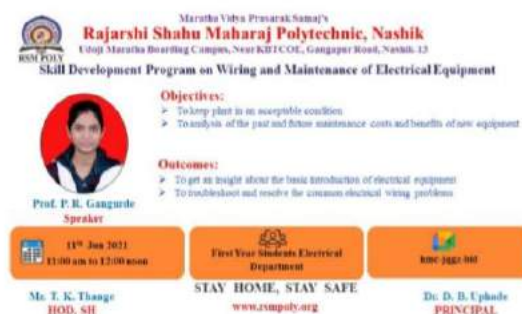 Maratha Vidya Prasarak Samaj's
Rajarshi Shahu Maharaj Polytechnic, Nashik
Udoji Maratha Boarding Campus, Near KBTCOE, Gangapur Road, Nashik-13
RSM POLY
Skill Development Program on Wiring and Maintenance of Electrical Equipment
Objectives:
To keep plant in an acceptable condition
To analysis of the past and future maintenance costs and benefits of new equipment
Outcomes:
To get an insight about the basic introduction of electrical equipment
To troubleshoot and resolve the common electrical wiring problems
Prof. P. R. Gangurde
Speaker
11th Jun 2021
11:00 am to 12:00 noon
First Year Students Electrical
Department
STAY HOME, STAY SAFE
www.rsmpoly.org
Mr. T. K. Thange
HOD, SH
Dr. D. B. Uphade
PRINCIPAL